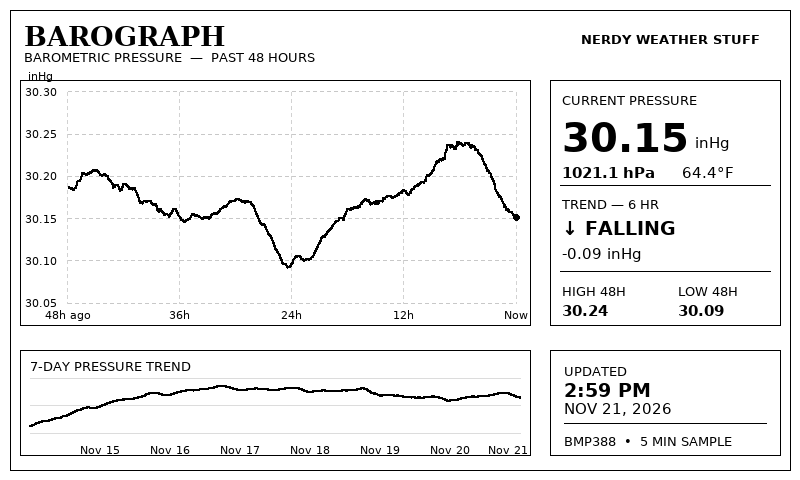 BAROGRAPH
NERDY WEATHER STUFF
BAROMETRIC PRESSURE — PAST 48 HOURS
inHg
30.30
30.25
30.20
30.15
30.10
30.05
48h ago 36h 24h 12h Now
CURRENT PRESSURE
30.15 inHg
1021.1 hPa 64.4°F
TREND — 6 HR
↓ FALLING
-0.09 inHg
HIGH 48H LOW 48H
30.24 30.09
7-DAY PRESSURE TREND
Nov 15 Nov 16 Nov 17 Nov 18 Nov 19 Nov 20 Nov 21
UPDATED
2:59 PM
NOV 21, 2026
BMP388 • 5 MIN SAMPLE